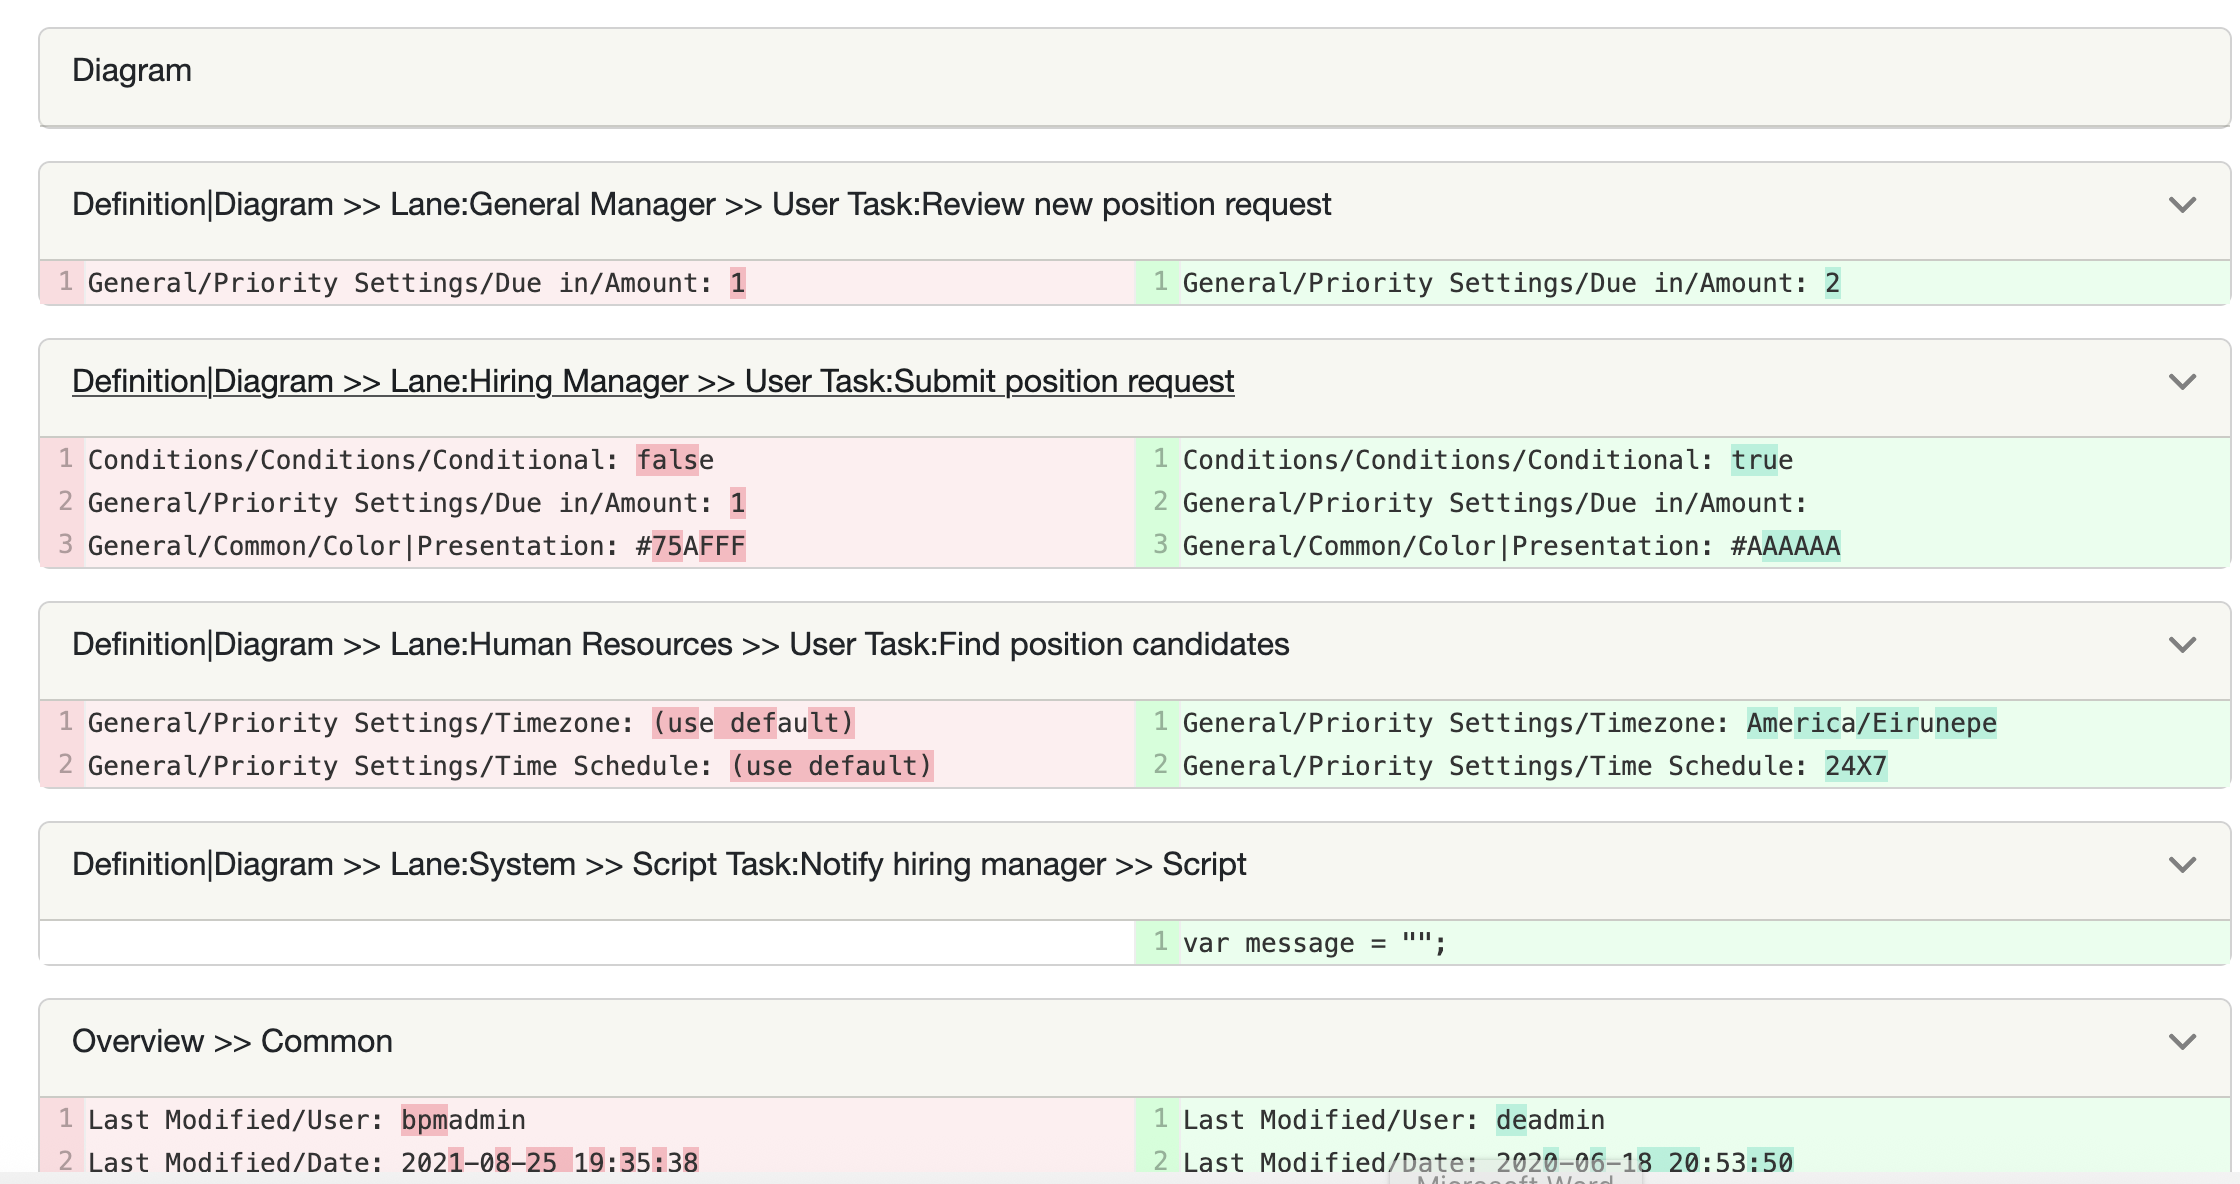 Diagram
Definition|Diagram >> Lane:General Manager >> User Task:Review new position request
1 General/Priority Settings/Due in/Amount: 1
1 General/Priority Settings/Due in/Amount: 2
Definition|Diagram >> Lane:Hiring Manager >> User Task:Submit position request
1 Conditions/Conditions/Conditional: false
1 Conditions/Conditions/Conditional: true
2 General/Priority Settings/Due in/Amount: 1
2 General/Priority Settings/Due in/Amount:
3 General/Common/Color|Presentation: #75AFFF
3 General/Common/Color|Presentation: #AAAAAA
Definition|Diagram >> Lane:Human Resources >> User Task:Find position candidates
1 General/Priority Settings/Timezone: (use default)
1 General/Priority Settings/Timezone: America/Eirunepe
2 General/Priority Settings/Time Schedule: (use default)
2 General/Priority Settings/Time Schedule: 24X7
Definition|Diagram >> Lane:System >> Script Task:Notify hiring manager >> Script
1 var message = "";
Overview >> Common
1 Last Modified/User: bpmadmin
1 Last Modified/User: deadmin
2 Last Modified/Date: 2021-08-25 19:35:38
2 Last Modified/Date: 2020-06-18 20:53:50
Microsoft Word